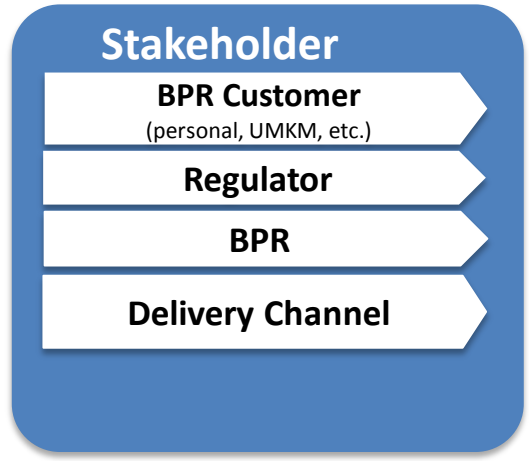 Stakeholder
BPR Customer
(personal, UMKM, etc.)
Regulator
BPR
Delivery Channel